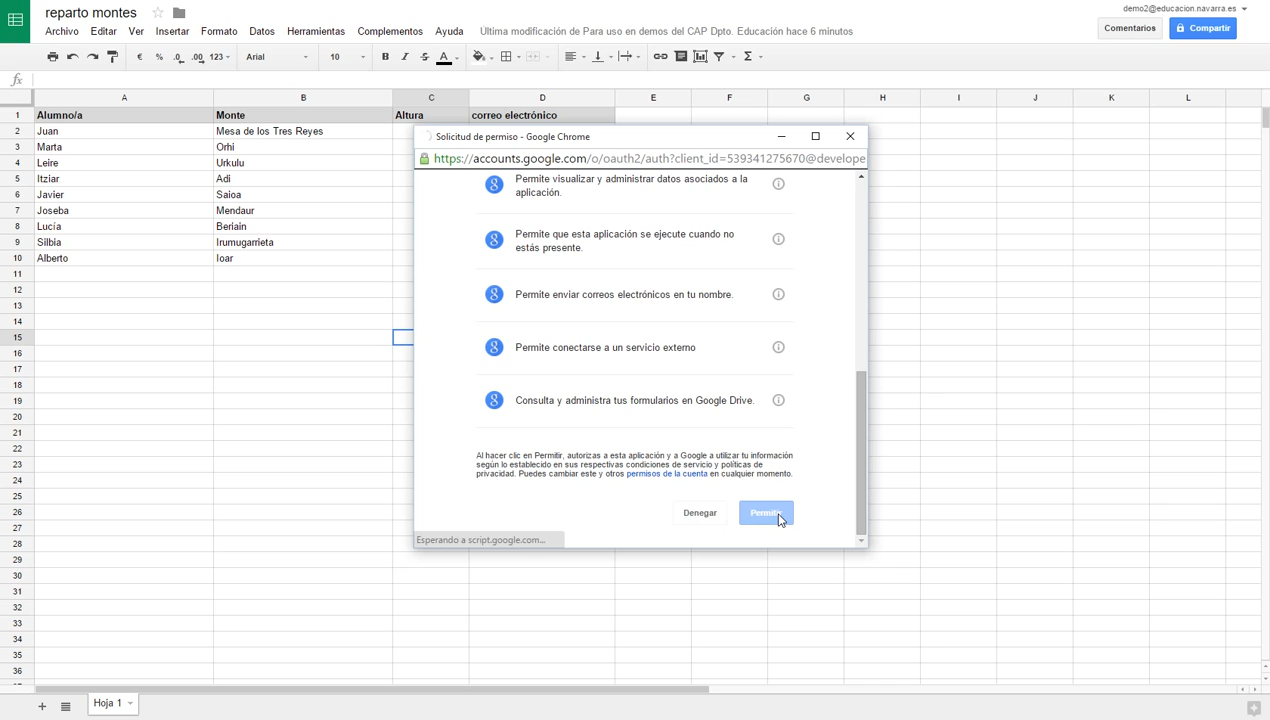 reparto montes
demo2@educacion.navarra.es
Archivo Editar Ver Insertar Formato Datos Herramientas Complementos Ayuda Última modificación de Para uso en demos del CAP Dpto. Educación hace 6 minutos
Comentarios Compartir
€ % .0 .00 123 Arial 10 B I S A Σ
fx
A B C D E F G H I J K L
1 Alumno/a Monte Altura correo electrónico
2 Juan Mesa de los Tres Reyes
3 Marta Orhi
4 Leire Urkulu
5 Itziar Adi
6 Javier Saioa
7 Joseba Mendaur
8 Lucía Beriain
9 Silbia Irumugarrieta
10 Alberto Ioar
11
12
13
14
15
16
17
18
19
20
21
22
23
24
25
26
27
28
29
30
31
32
33
34
35
36
Solicitud de permiso - Google Chrome
https://accounts.google.com/o/oauth2/auth?client_id=539341275670@develope
Permite visualizar y administrar datos asociados a la
aplicación.
Permite que esta aplicación se ejecute cuando no
estás presente.
Permite enviar correos electrónicos en tu nombre.
Permite conectarse a un servicio externo
Consulta y administra tus formularios en Google Drive.
Al hacer clic en Permitir, autorizas a esta aplicación y a Google a utilizar tu información
según lo establecido en sus respectivas condiciones de servicio y políticas de
privacidad. Puedes cambiar este y otros permisos de la cuenta en cualquier momento.
Denegar Permitir
Esperando a script.google.com...
Hoja 1